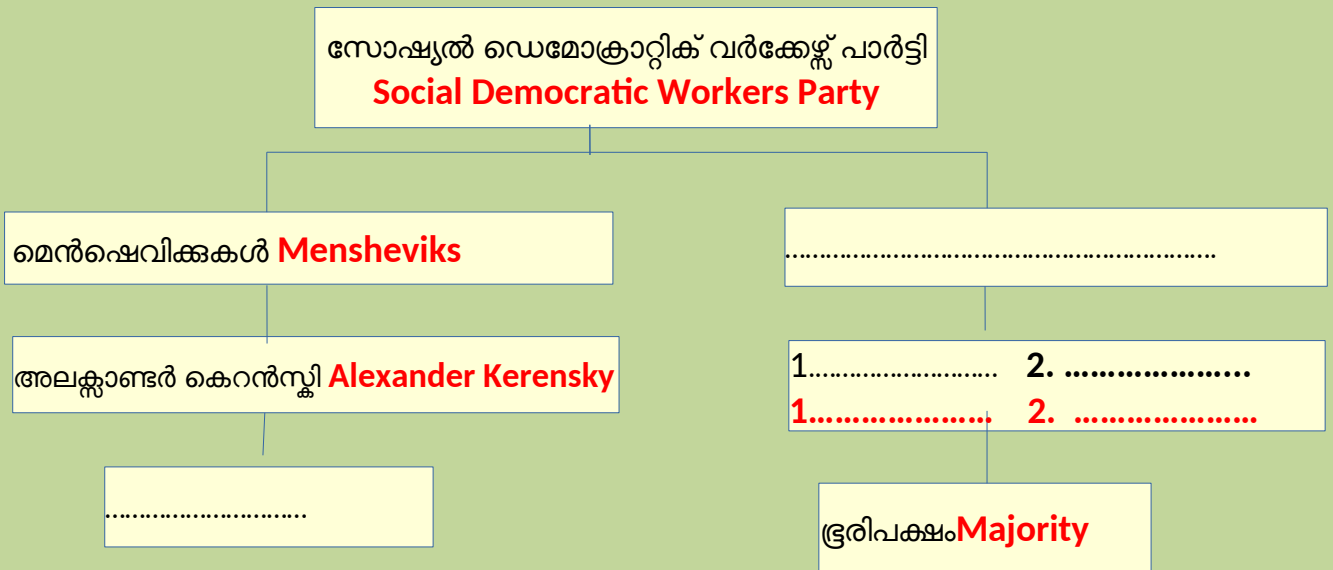 സോഷ്യൽ ഡെമോക്രാറ്റിക് വർക്കേഴ്സ് പാർട്ടി
Social Democratic Workers Party
മെൻഷെവിക്കുകൾ Mensheviks
………………………………………………………….
അലക്സാണ്ടർ കെറൻസ്കി Alexander Kerensky
1………………………… 2. ………………...
1………………… 2. …………………
…………………………
ഭൂരിപക്ഷംMajority